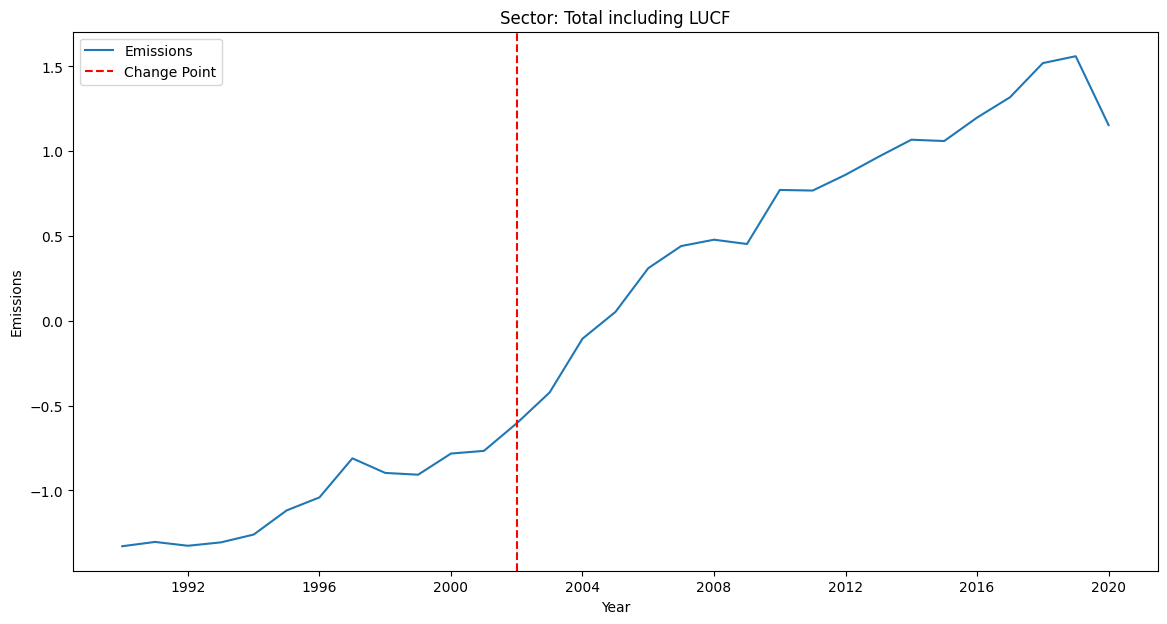 Sector: Total including LUCF
Emissions
Change Point
1.5
1.0
0.5
0.0
−0.5
−1.0
Emissions
1992 1996 2000 2004 2008 2012 2016 2020
Year